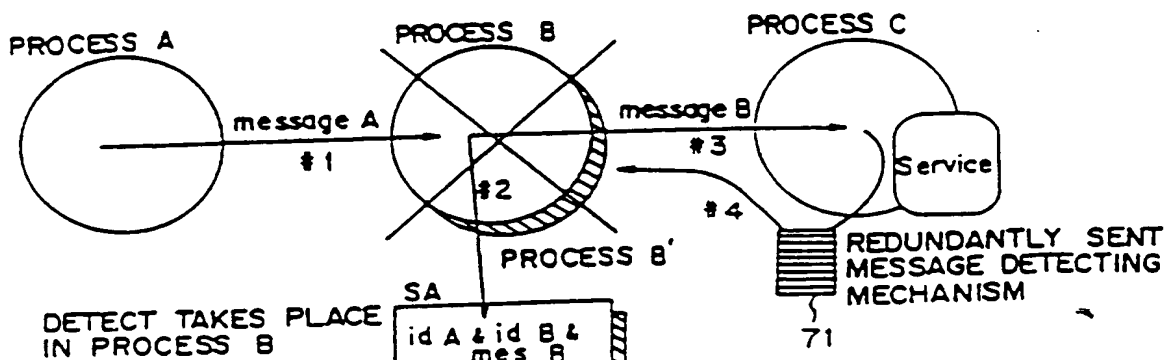 PROCESS A
PROCESS B
PROCESS C
message A
#1
message B
#3
#2
Service
#4
PROCESS B'
REDUNDANTLY SENT
MESSAGE DETECTING
MECHANISM
71
SA
DETECT TAKES PLACE
IN PROCESS B
id A & id B &
mes B